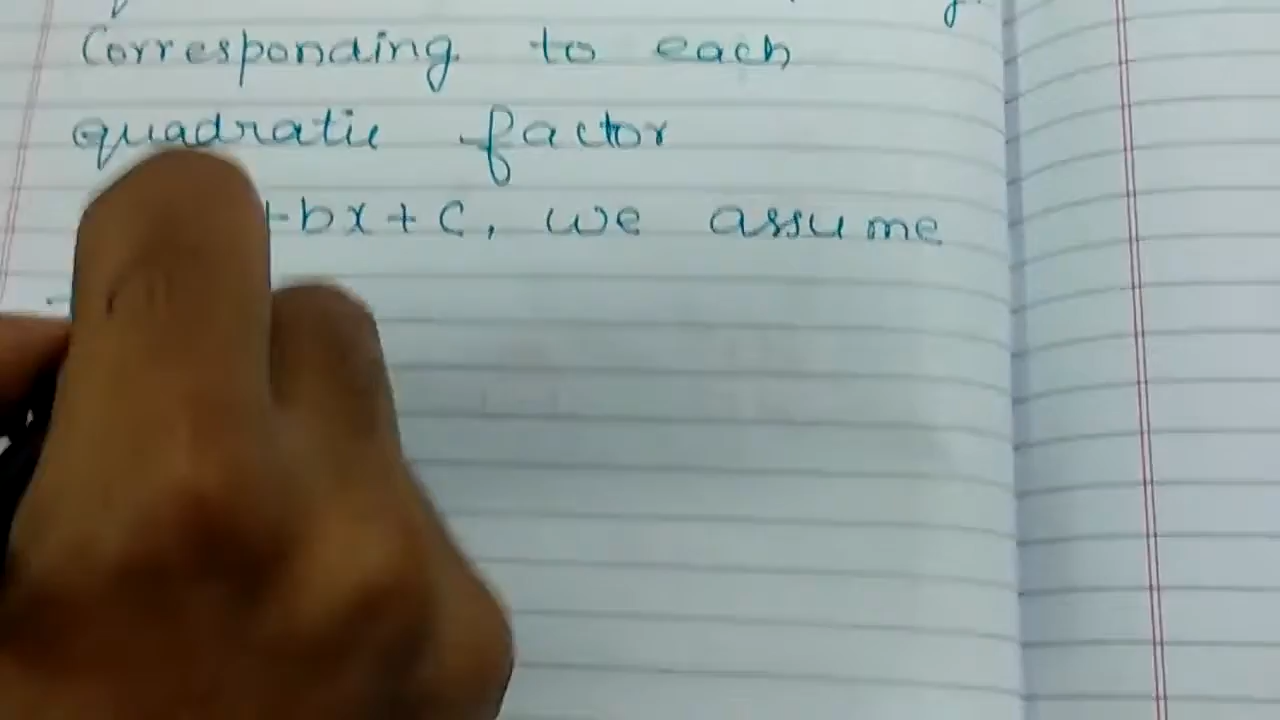 Corresponding to each
quadratic factor
+bx+c, we assume